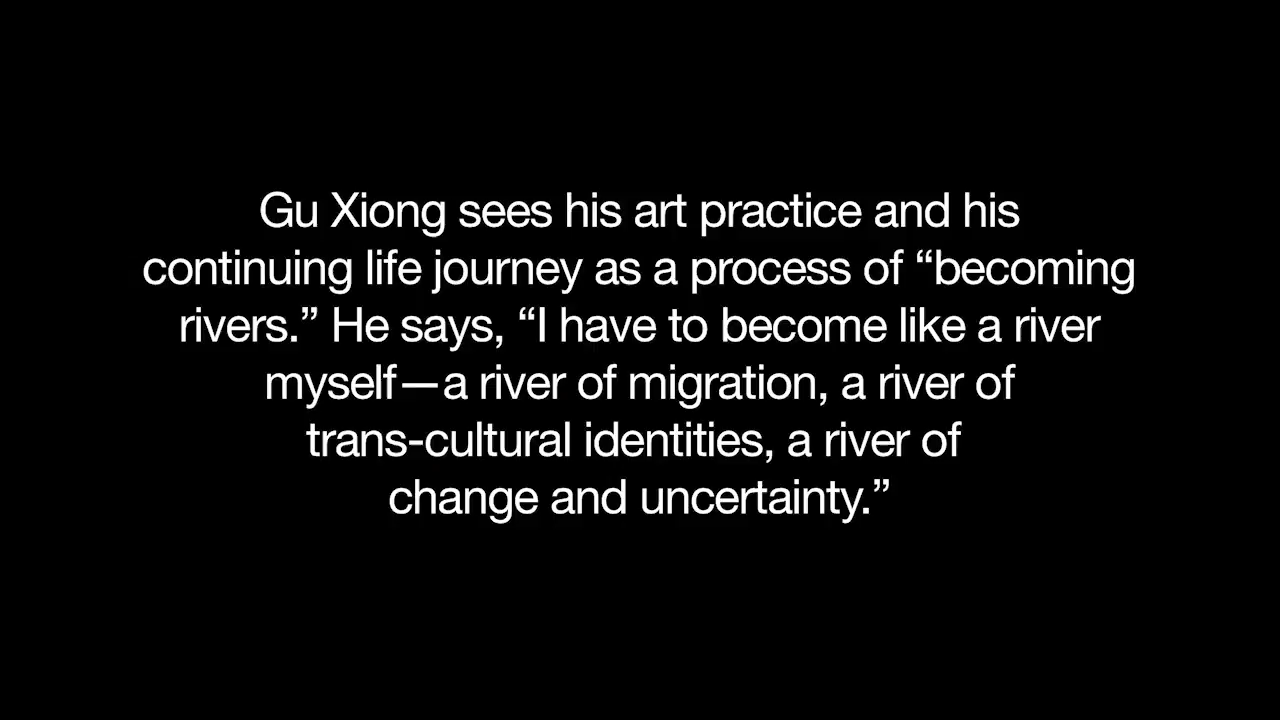 Gu Xiong sees his art practice and his
continuing life journey as a process of “becoming
rivers.” He says, “I have to become like a river
myself—a river of migration, a river of
trans-cultural identities, a river of
change and uncertainty.”